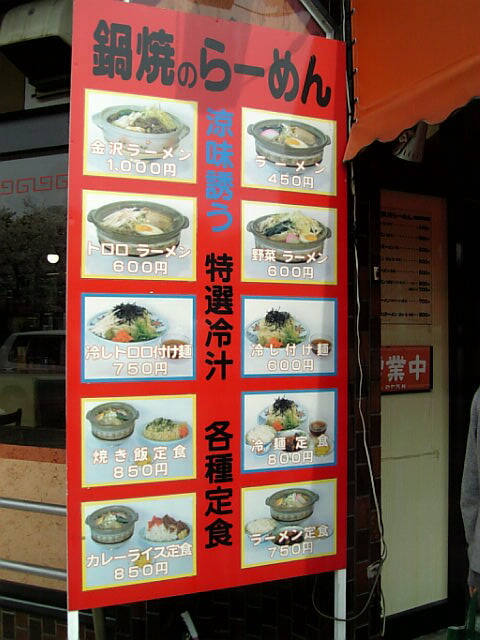 鍋焼のらーめん
金沢ラーメン
1,000円
ラーメン
450円
トロロ ラーメン
600円
野菜 ラーメン
600円
冷しトロロ付け麺
750円
冷し付け麺
600円
焼き飯定食
850円
冷麺定食
800円
カレーライス定食
850円
ラーメン定食
750円
涼味誘う
特選冷汁
各種定食
業中